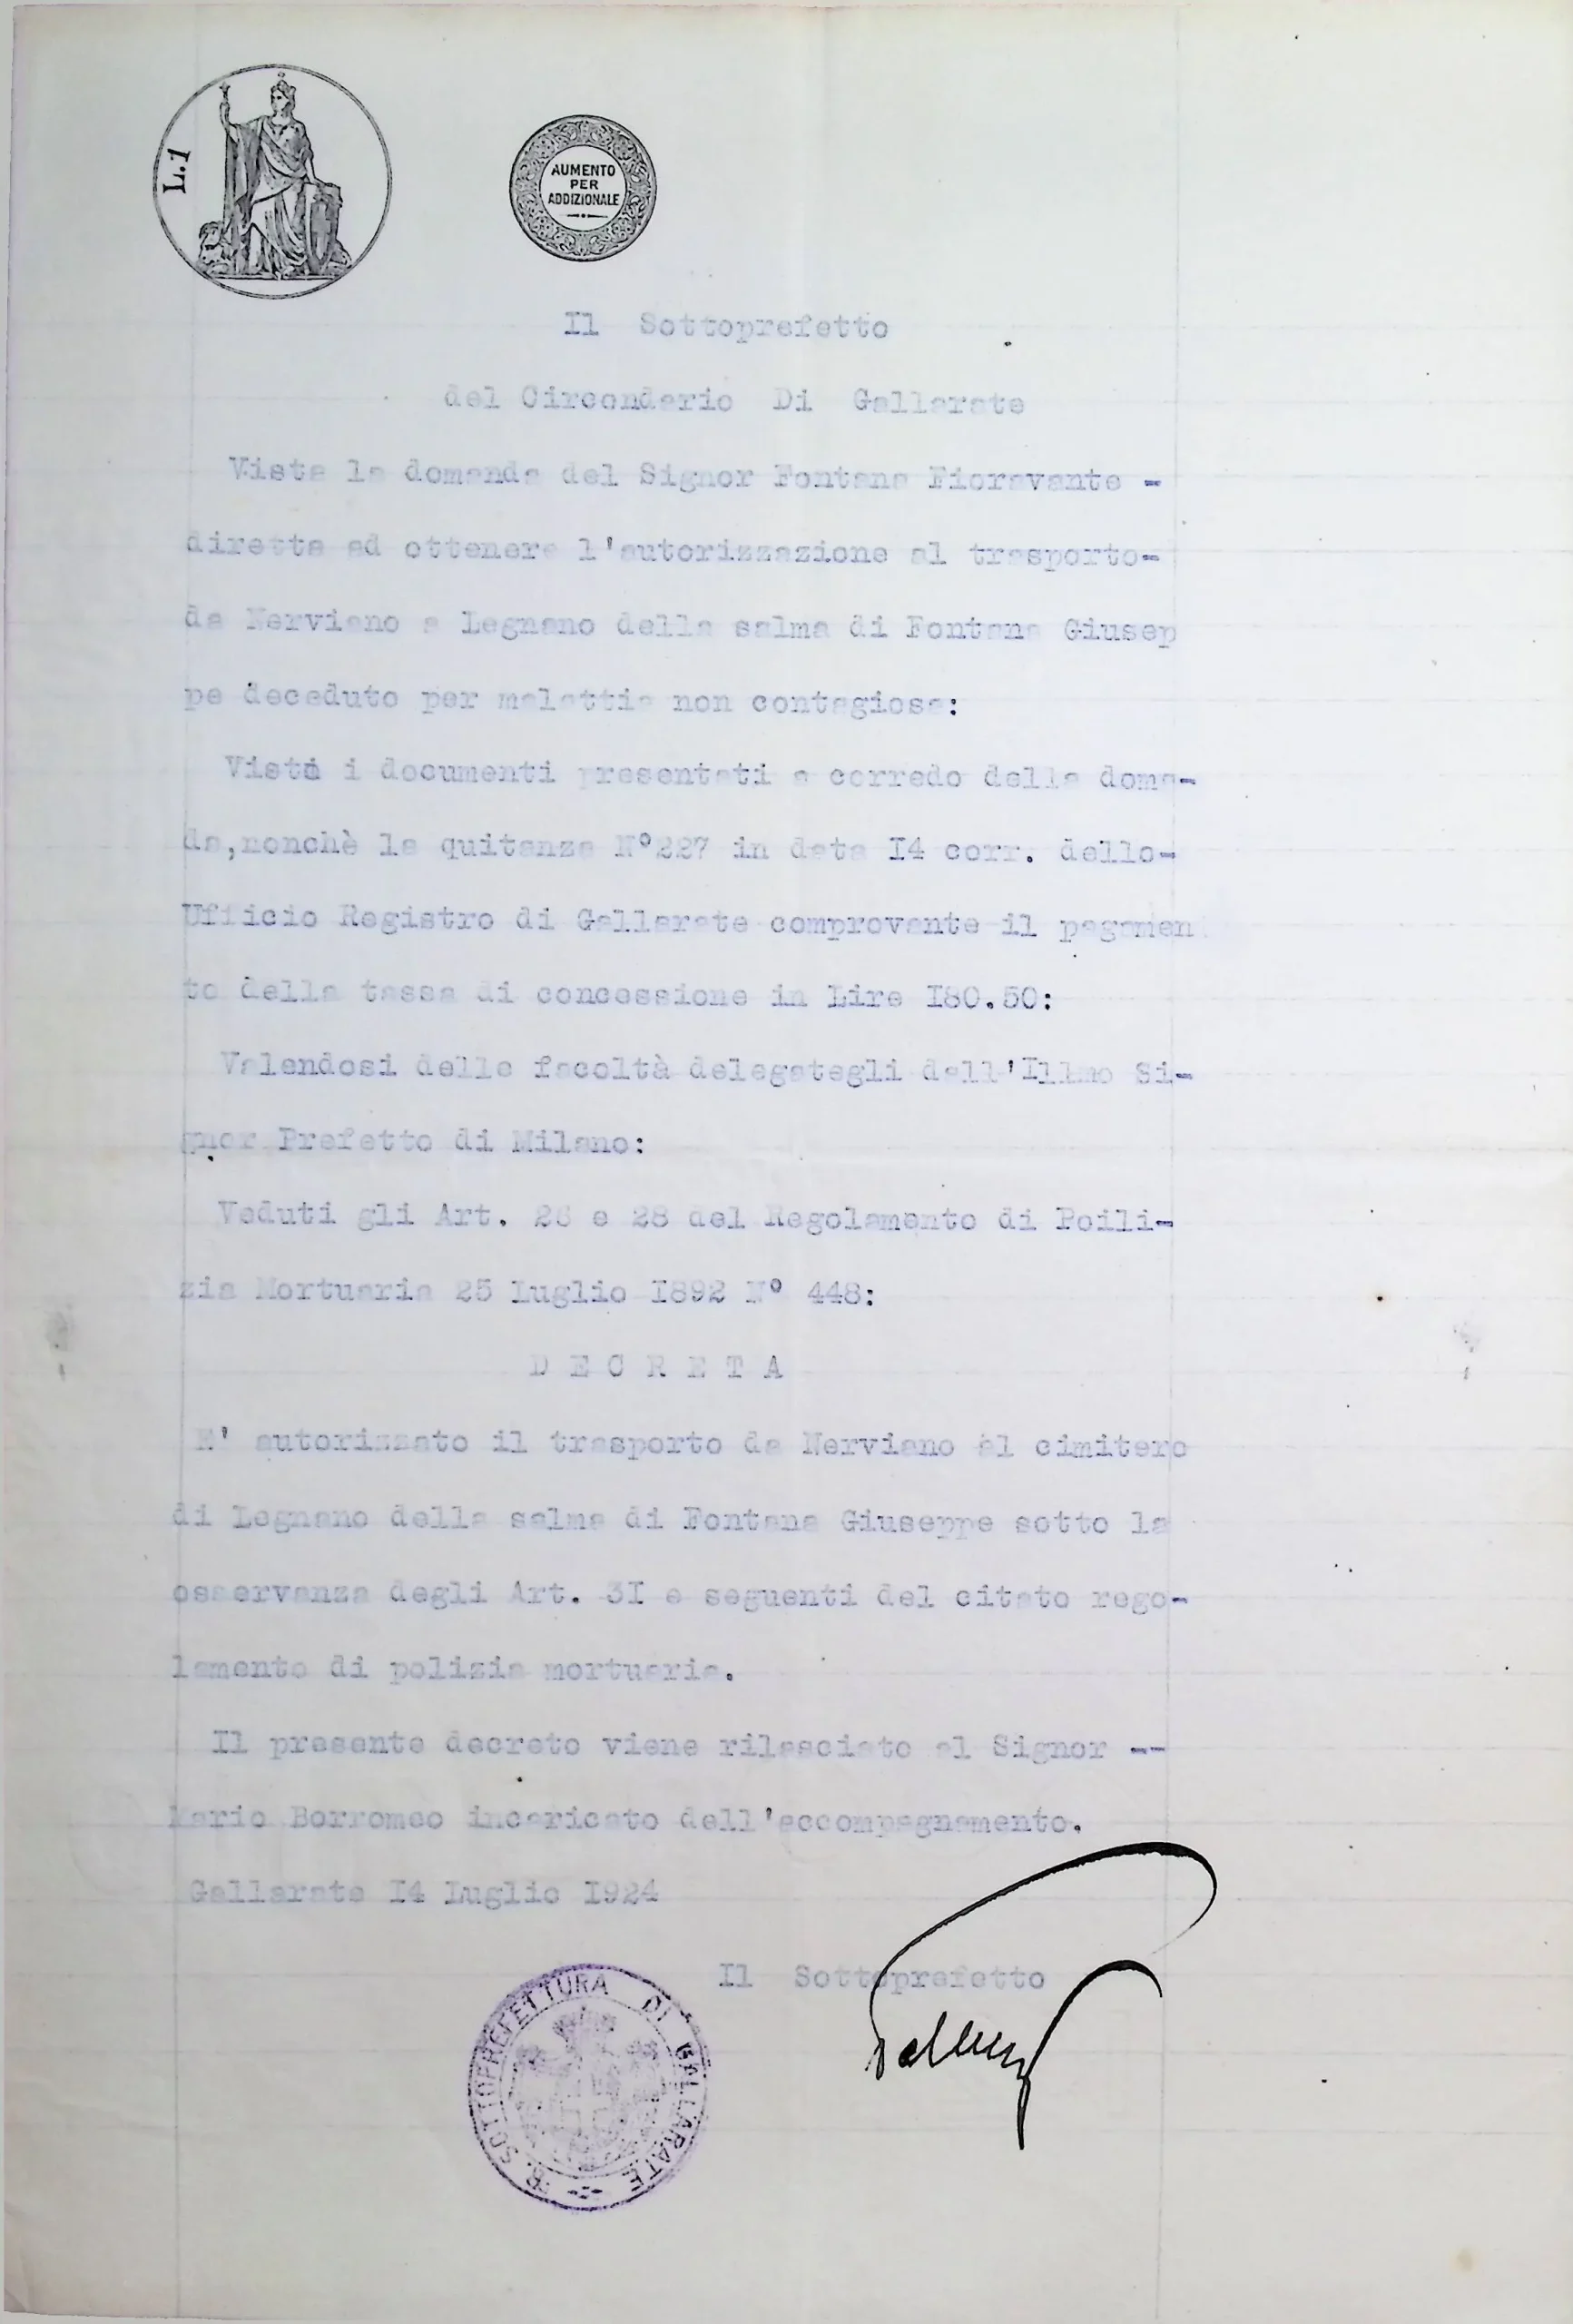 L.1
AUMENTO
PER
ADDIZIONALE
Il Sottoprefetto
del Circondario Di Gallarate
Vista la domanda del Signor Fontana Fioravante -
diretta ad ottenere l'autorizzazione al trasporto-
da Nerviano a Legnano della salma di Fontana Giusep
pe deceduto per malattia non contagiosa:
Visti i documenti presentati a corredo della doma-
da,nonchè la quitanza N°227 in data I4 corr. dello-
Ufficio Registro di Gallarate comprovante il pagamen
to della tassa di concessione in Lire I80.50:
Valendosi delle facoltà delegategli dall'Illmo Si-
gnor Prefetto di Milano:
Veduti gli Art. e 28 del Regolamento di Poili-
zia Mortuaria 25 Luglio I892 N° 448:
D E C R E T A
E' autorizzato il trasporto da Nerviano al cimitero
di Legnano della salma di Fontana Giuseppe sotto la
osservanza degli Art. 3I e seguenti del citato rego-
lamento di polizia mortuaria.
Il presente decreto viene rilasciato al Signor --
Mario Borromeo incaricato dell'accompagnamento.
Gallarate I4 Luglio I924
Il Sottoprefetto
R. SOTTOPREFETTURA DI GALLARATE